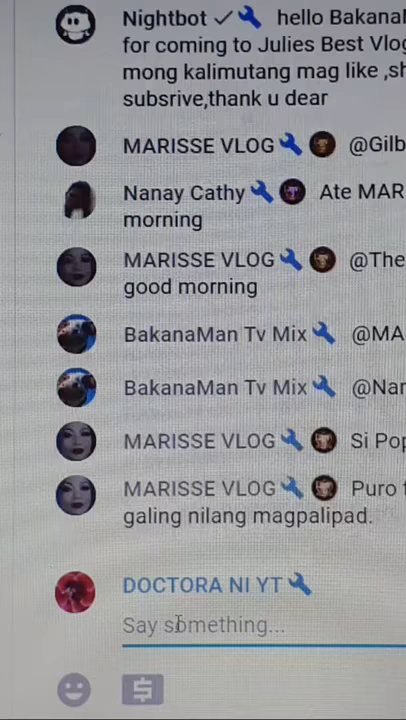 Nightbot hello Bakana
for coming to Julies Best Vlog
mong kalimutang mag like ,sh
subsrive,thank u dear
MARISSE VLOG @Gilb
Nanay Cathy Ate MAR
morning
MARISSE VLOG @The
good morning
BakanaMan Tv Mix @MA
BakanaMan Tv Mix @Nar
MARISSE VLOG Si Pop
MARISSE VLOG Puro t
galing nilang magpalipad.
DOCTORA NI YT
Say something...